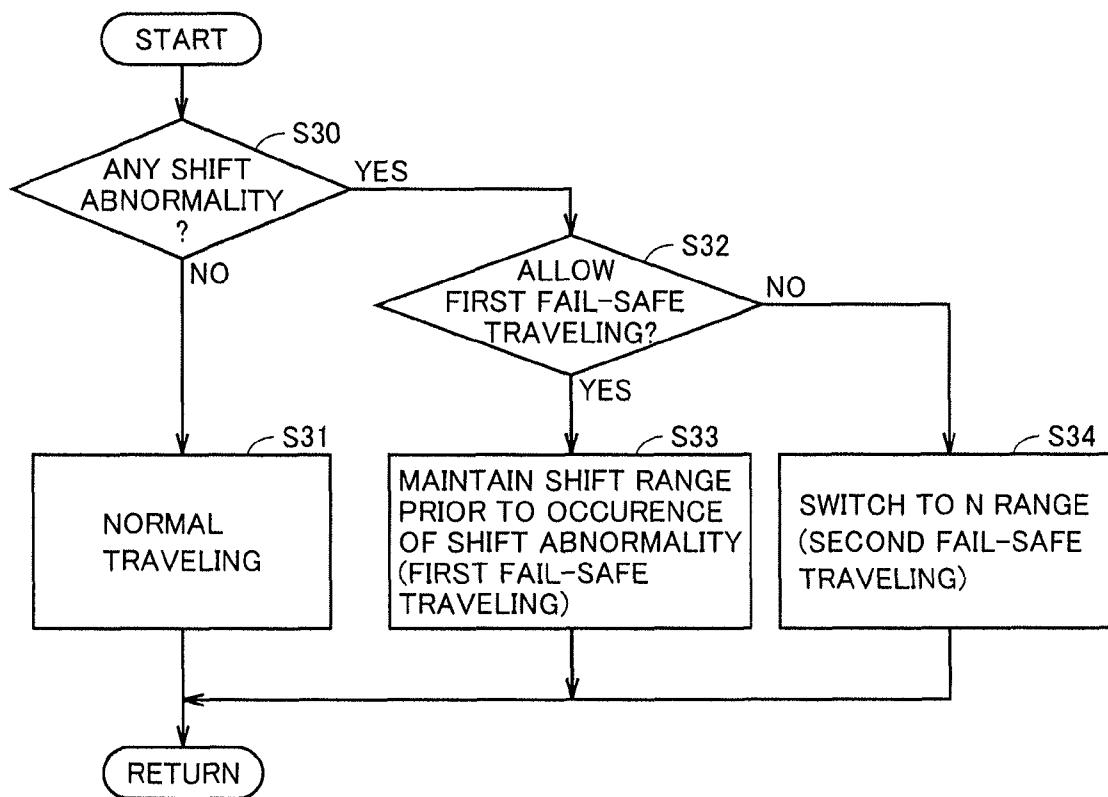 START
S30
ANY SHIFT
ABNORMALITY
?
YES
NO
S32
ALLOW
FIRST FAIL-SAFE
TRAVELING?
NO
YES
S31
NORMAL
TRAVELING
S33
MAINTAIN SHIFT RANGE
PRIOR TO OCCURENCE
OF SHIFT ABNORMALITY
(FIRST FAIL-SAFE
TRAVELING)
S34
SWITCH TO N RANGE
(SECOND FAIL-SAFE
TRAVELING)
RETURN